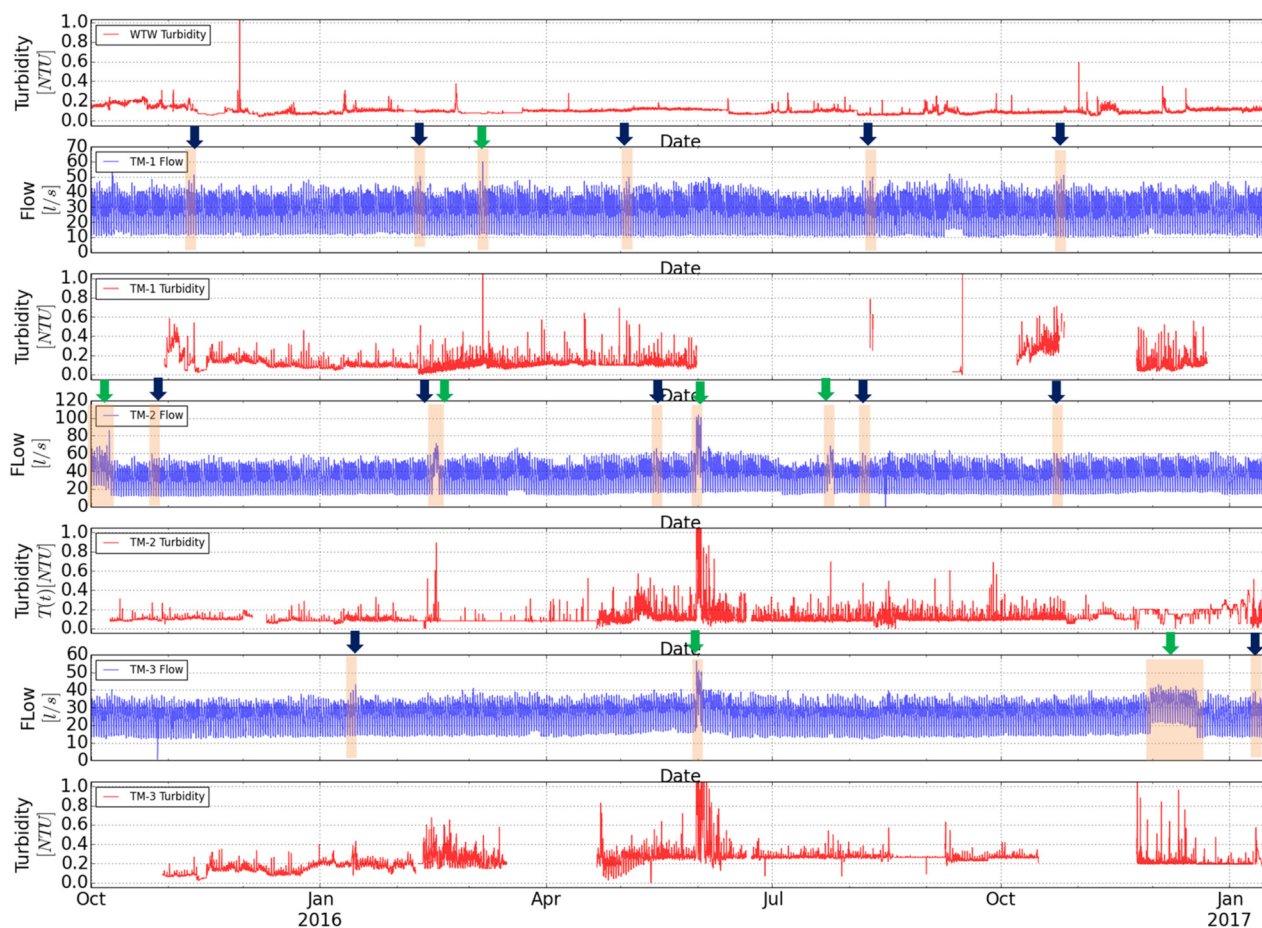 Turbidity
[NTU]
1.0
0.8
0.6
0.4
0.2
0.0
WTW Turbidity
Date
Flow
[l/s]
70
60
50
40
30
20
10
0
TM-1 Flow
Date
Turbidity
[NTU]
1.0
0.8
0.6
0.4
0.2
0.0
TM-1 Turbidity
Date
FLow
[l/s]
120
100
80
60
40
20
0
TM-2 Flow
Date
Turbidity
T(t)[NTU]
1.0
0.8
0.6
0.4
0.2
0.0
TM-2 Turbidity
Date
FLow
[l/s]
60
50
40
30
20
10
0
TM-3 Flow
Date
Turbidity
[NTU]
1.0
0.8
0.6
0.4
0.2
0.0
TM-3 Turbidity
Oct Jan Apr Jul Oct Jan
2016 2017